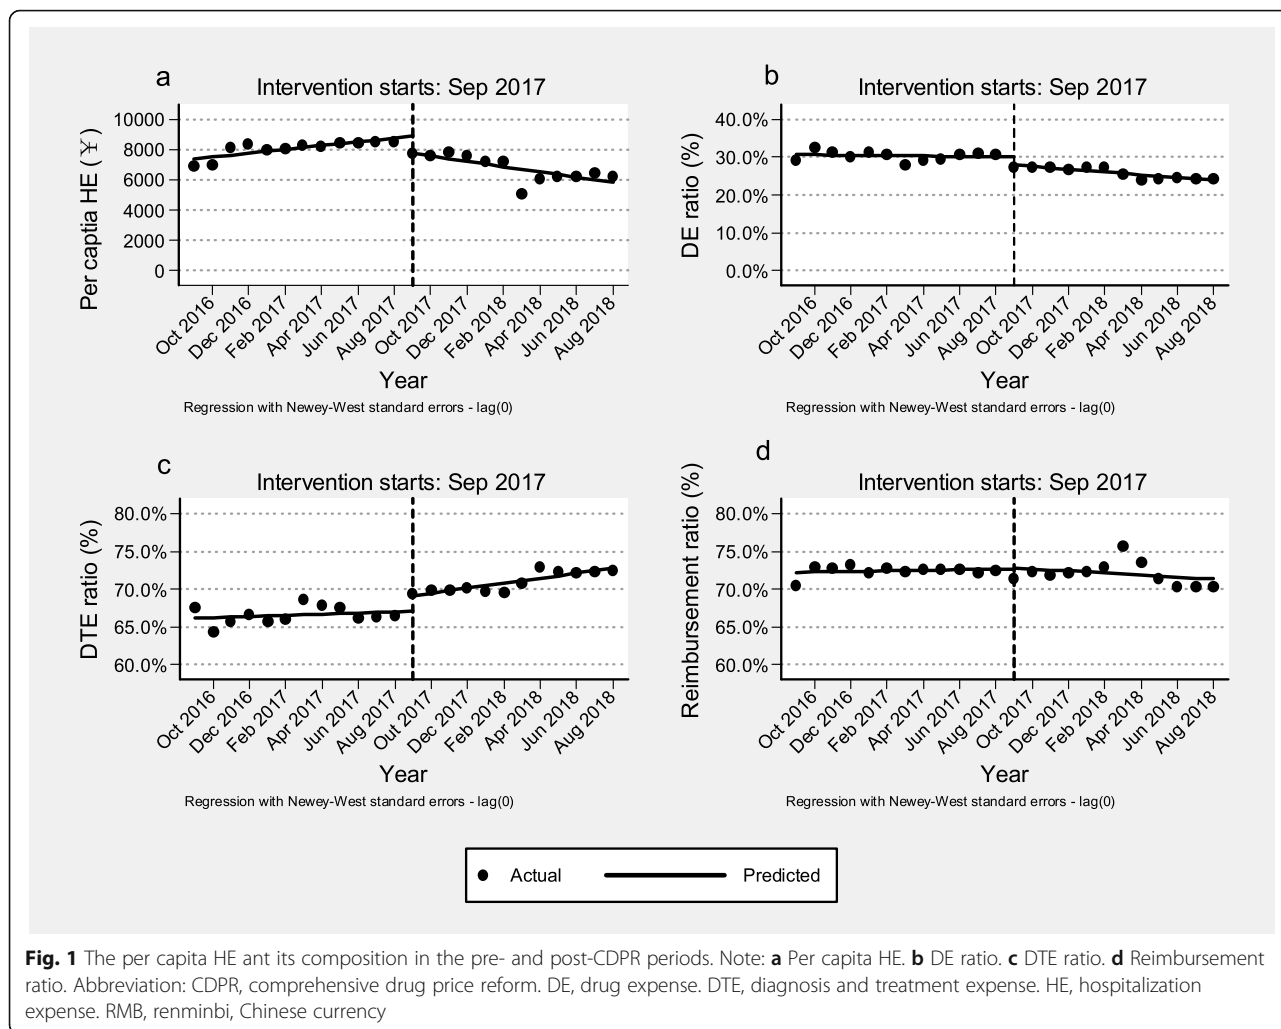 a
Intervention starts: Sep 2017
Per captia HE (¥)
10000
8000
6000
4000
2000
0
Oct 2016
Dec 2016
Feb 2017
Apr 2017
Jun 2017
Aug 2017
Oct 2017
Dec 2017
Feb 2018
Apr 2018
Jun 2018
Aug 2018
Year
Regression with Newey-West standard errors - lag(0)
b
Intervention starts: Sep 2017
DE ratio (%)
40.0%
30.0%
20.0%
10.0%
0.0%
Oct 2016
Dec 2016
Feb 2017
Apr 2017
Jun 2017
Aug 2017
Oct 2017
Dec 2017
Feb 2018
Apr 2018
Jun 2018
Aug 2018
Year
Regression with Newey-West standard errors - lag(0)
c
Intervention starts: Sep 2017
DTE ratio (%)
80.0%
75.0%
70.0%
65.0%
60.0%
Oct 2016
Dec 2016
Feb 2017
Apr 2017
Jun 2017
Aug 2017
Out 2017
Dec 2017
Feb 2018
Apr 2018
Jun 2018
Aug 2018
Year
Regression with Newey-West standard errors - lag(0)
d
Intervention starts: Sep 2017
Reimbursement ratio (%)
80.0%
75.0%
70.0%
65.0%
60.0%
Oct 2016
Dec 2016
Feb 2017
Apr 2017
Jun 2017
Aug 2017
Oct 2017
Dec 2017
Feb 2018
Apr 2018
Jun 2018
Aug 2018
Year
Regression with Newey-West standard errors - lag(0)
Actual Predicted
Fig. 1 The per capita HE ant its composition in the pre- and post-CDPR periods. Note: a Per capita HE. b DE ratio. c DTE ratio. d Reimbursement
ratio. Abbreviation: CDPR, comprehensive drug price reform. DE, drug expense. DTE, diagnosis and treatment expense. HE, hospitalization
expense. RMB, renminbi, Chinese currency